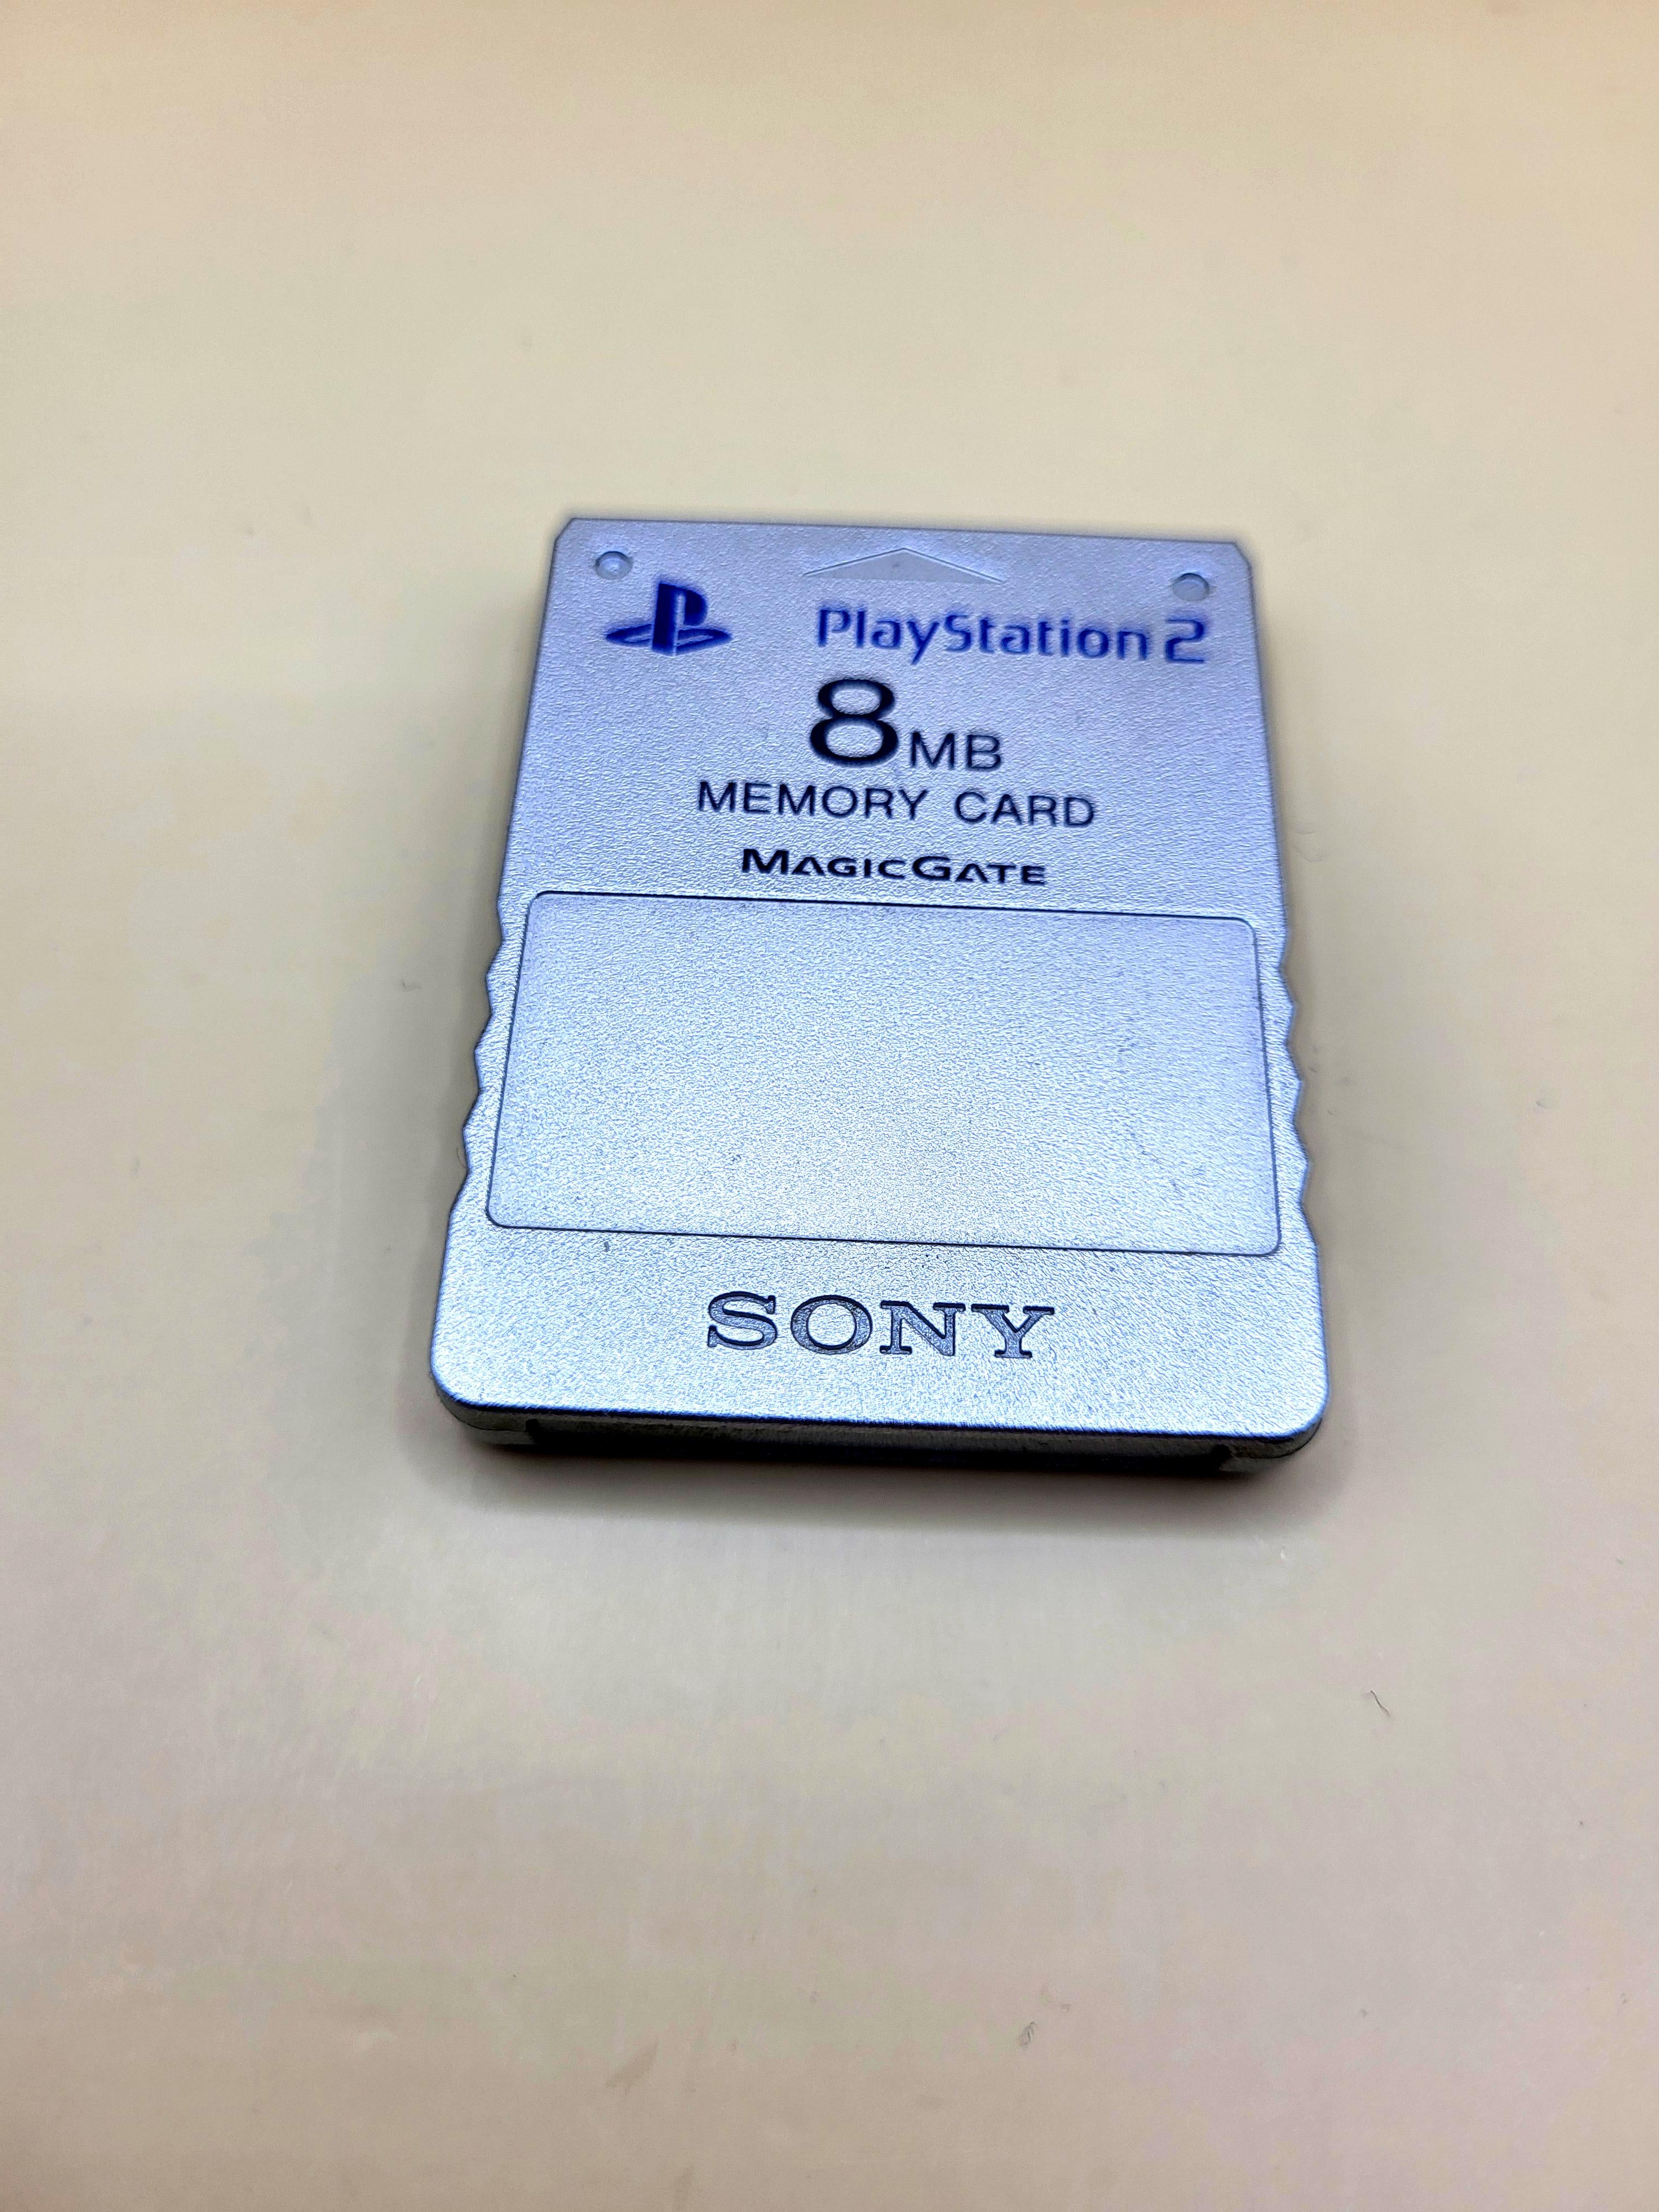 PlayStation 2
8MB
MEMORY CARD
MAGICGATE
SONY